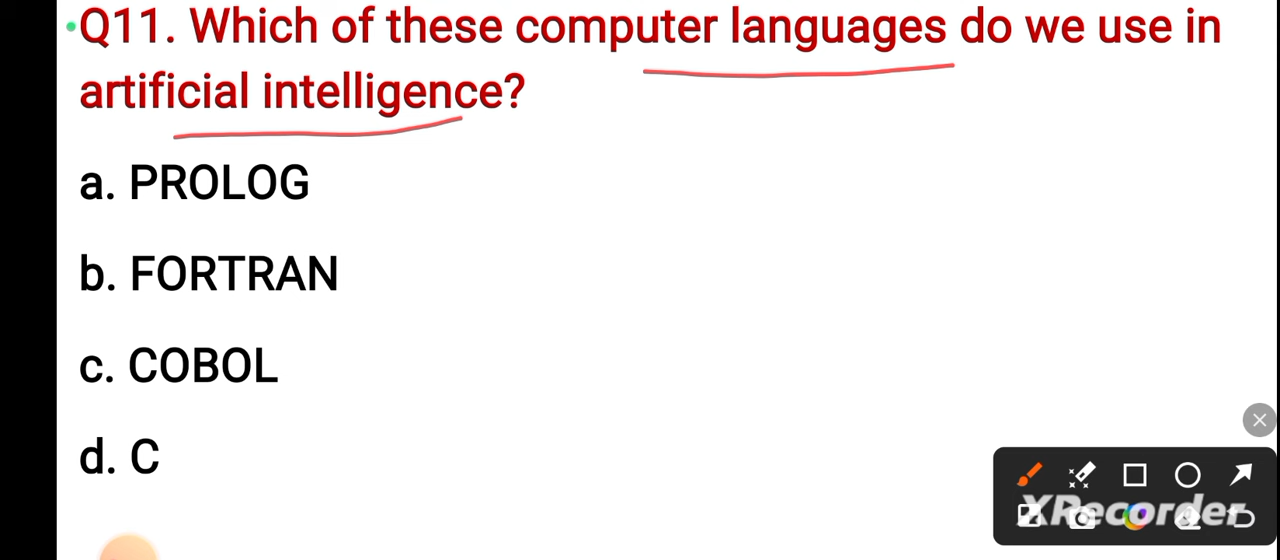 Q11. Which of these computer languages do we use in
artificial intelligence?
a. PROLOG
b. FORTRAN
c. COBOL
d. C
XRecorder